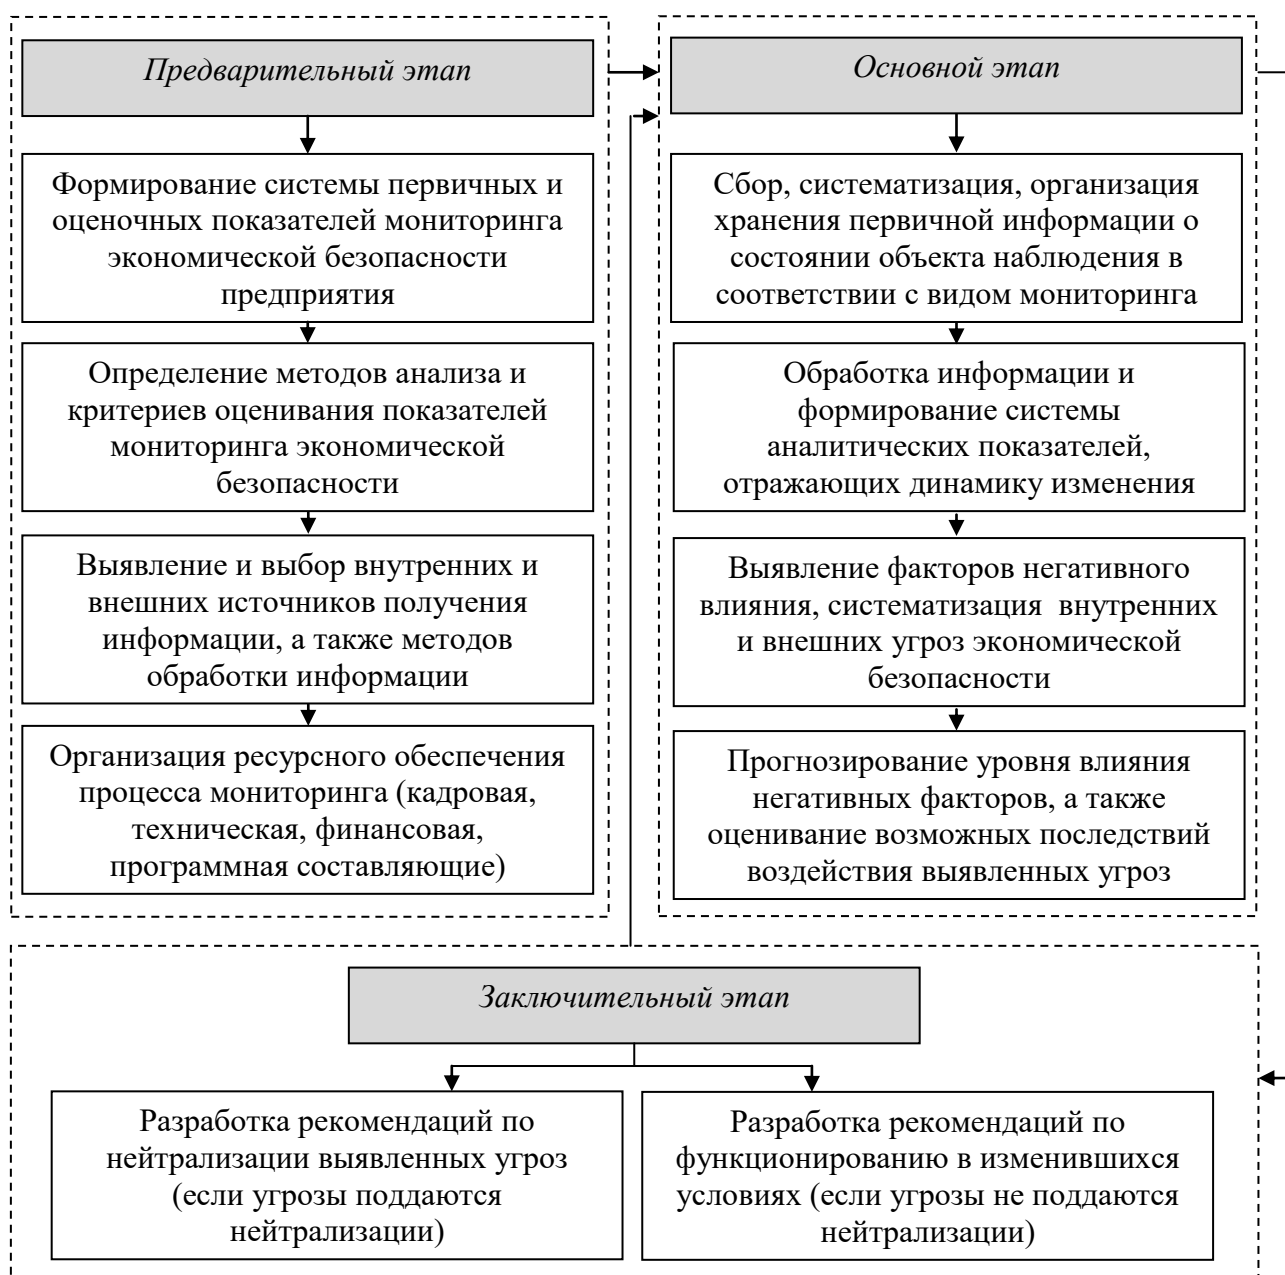 Предварительный этап
Формирование системы первичных и
оценочных показателей мониторинга
экономической безопасности
предприятия
Определение методов анализа и
критериев оценивания показателей
мониторинга экономической
безопасности
Выявление и выбор внутренних и
внешних источников получения
информации, а также методов
обработки информации
Организация ресурсного обеспечения
процесса мониторинга (кадровая,
техническая, финансовая,
программная составляющие)
Основной этап
Сбор, систематизация, организация
хранения первичной информации о
состоянии объекта наблюдения в
соответствии с видом мониторинга
Обработка информации и
формирование системы
аналитических показателей,
отражающих динамику изменения
Выявление факторов негативного
влияния, систематизация внутренних
и внешних угроз экономической
безопасности
Прогнозирование уровня влияния
негативных факторов, а также
оценивание возможных последствий
воздействия выявленных угроз
Заключительный этап
Разработка рекомендаций по
нейтрализации выявленных угроз
(если угрозы поддаются
нейтрализации)
Разработка рекомендаций по
функционированию в изменившихся
условиях (если угрозы не поддаются
нейтрализации)